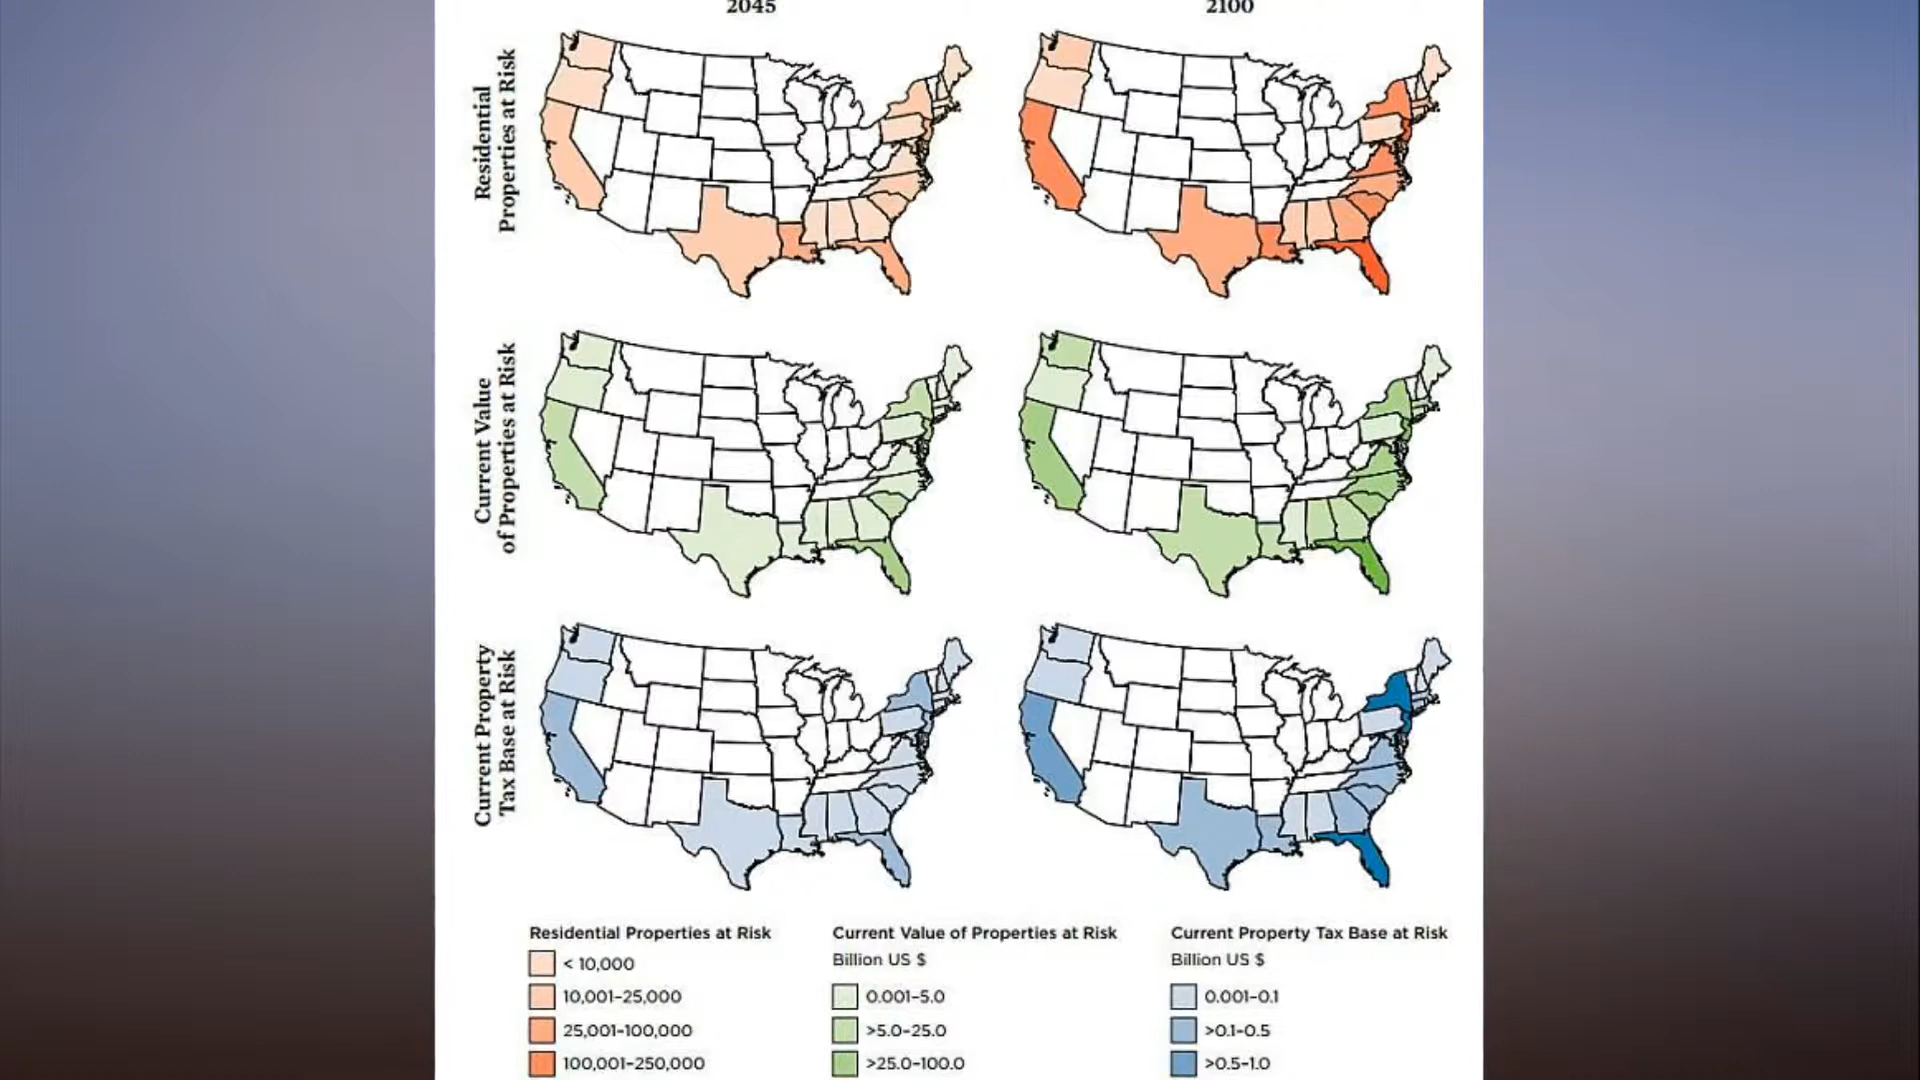 2045
2100
Residential
Properties at Risk
Current Value
of Properties at Risk
Current Property
Tax Base at Risk
Residential Properties at Risk
< 10,000
10,001–25,000
25,001–100,000
100,001–250,000
Current Value of Properties at Risk
Billion US $
0.001–5.0
>5.0–25.0
>25.0–100.0
Current Property Tax Base at Risk
Billion US $
0.001–0.1
>0.1–0.5
>0.5–1.0